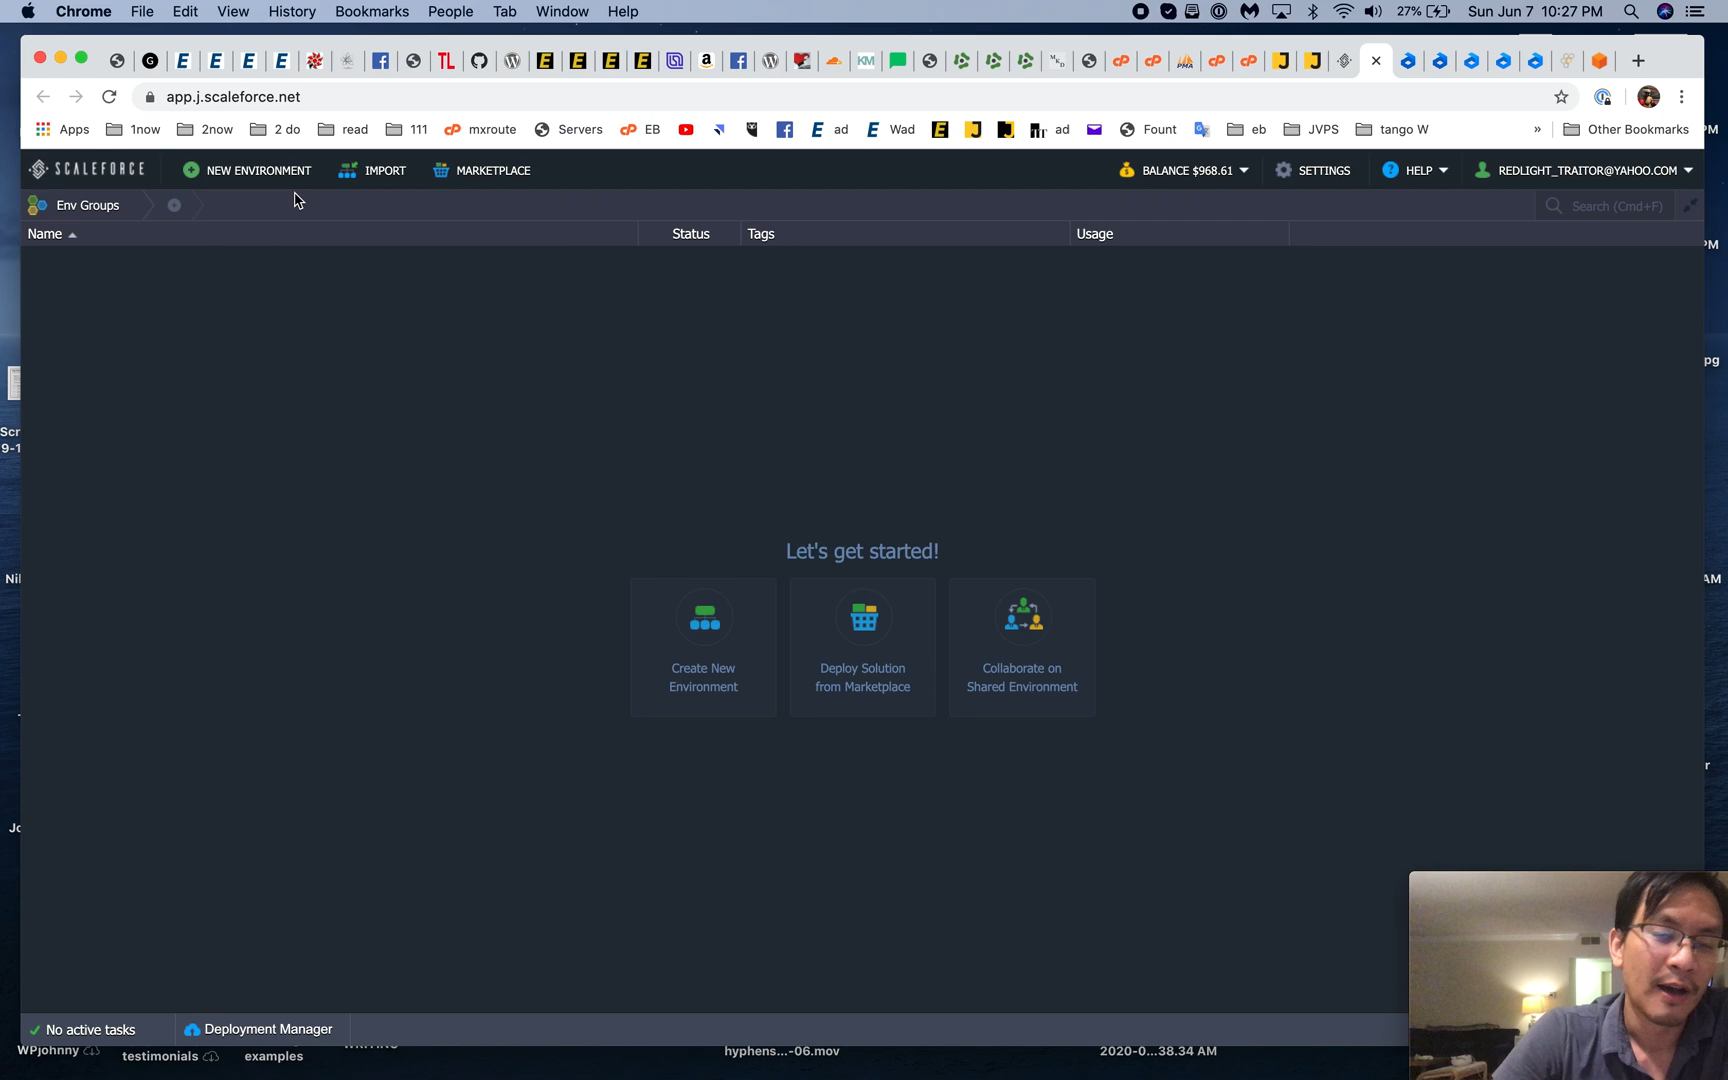 Chrome File Edit View History Bookmarks People Tab Window Help 27% Sun Jun 7 10:27 PM
app.j.scaleforce.net
Apps 1now 2now 2 do read 111 mxroute Servers EB ad Wad ad Fount eb JVPS tango W » Other Bookmarks
SCALEFORCE NEW ENVIRONMENT IMPORT MARKETPLACE BALANCE $968.61 SETTINGS HELP REDLIGHT_TRAITOR@YAHOO.COM
Env Groups Search (Cmd+F)
Name Status Tags Usage
Let's get started!
Create New
Environment
Deploy Solution
from Marketplace
Collaborate on
Shared Environment
No active tasks Deployment Manager
WPjohnny testimonials examples hyphens...-06.mov 2020-0...38.34 AM